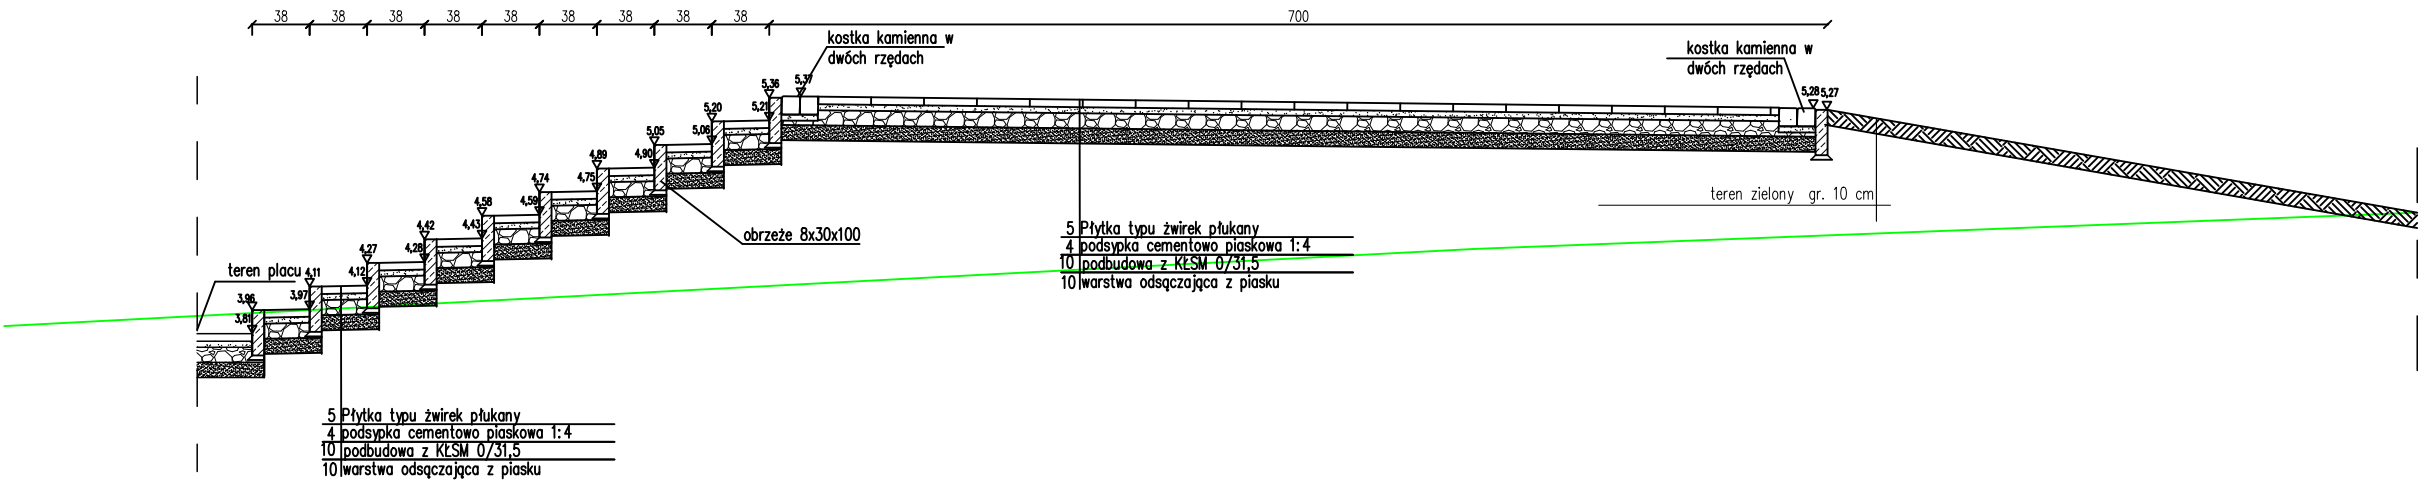 38 38 38 38 38 38 38 38 38 700
kostka kamienna w
dwóch rzędach
kostka kamienna w
dwóch rzędach
5,36 5,37
5,28 5,27
5,20 5,21
5,05 5,06
4,89 4,90
4,74 4,75
4,58 4,59
4,42 4,43
4,27 4,28
4,11 4,12
3,96 3,97
3,81
teren placu
obrzeże 8x30x100
teren zielony gr. 10 cm
5 Płytka typu żwirek płukany
4 podsypka cementowo piaskowa 1:4
10 podbudowa z KŁSM 0/31,5
10 warstwa odsączająca z piasku
5 Płytka typu żwirek płukany
4 podsypka cementowo piaskowa 1:4
10 podbudowa z KŁSM 0/31,5
10 warstwa odsączająca z piasku